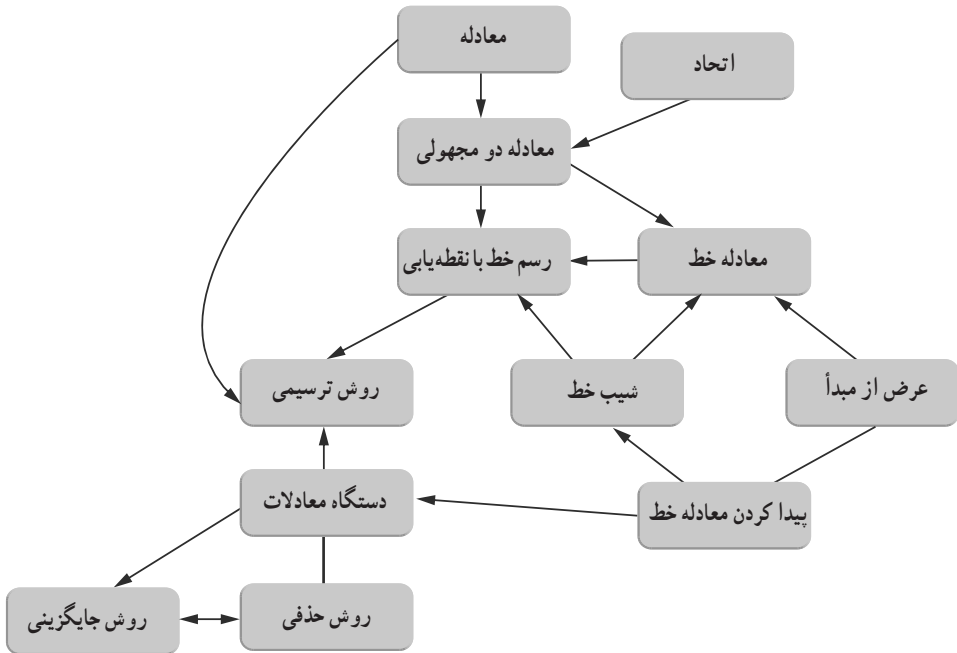 معادله
اتحاد
معادله دو مجهولی
معادله خط
رسم خط با نقطه‌یابی
عرض از مبدأ
شیب خط
روش ترسیمی
پیدا کردن معادله خط
دستگاه معادلات
روش حذفی
روش جایگزینی